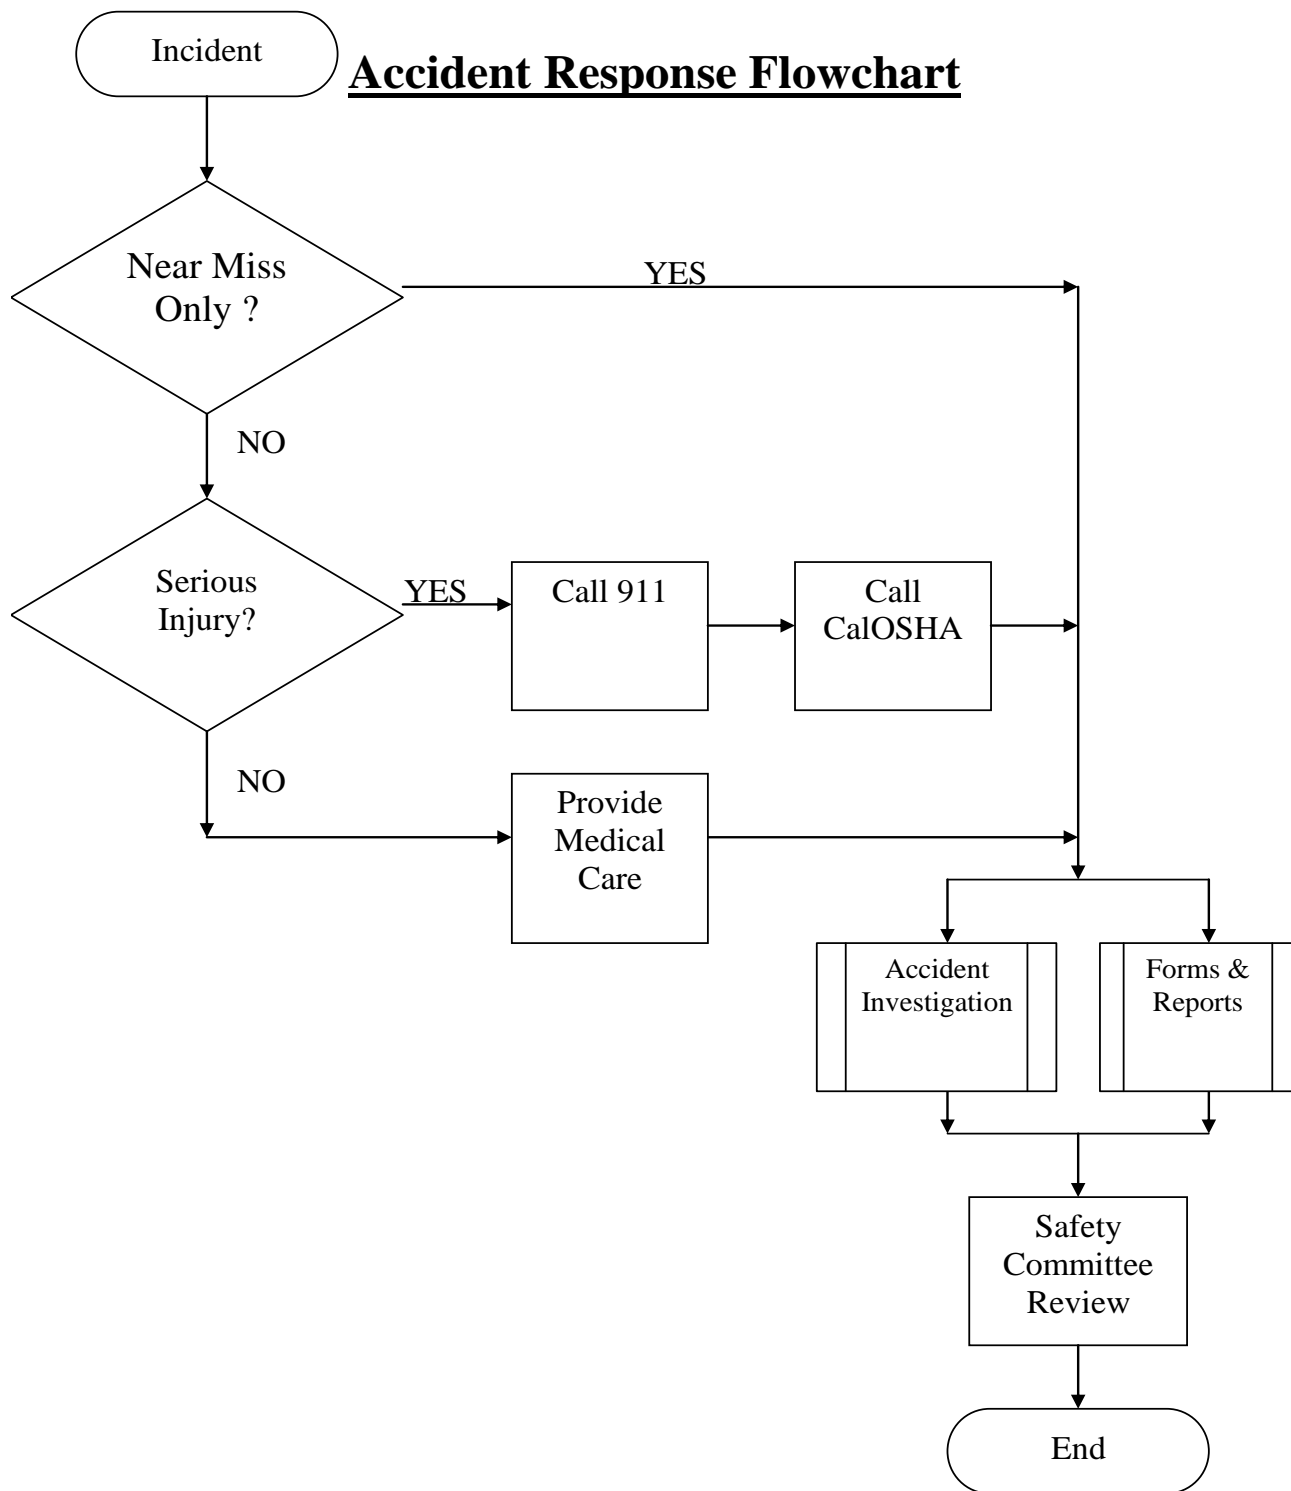 Incident
Accident Response Flowchart
Near Miss
Only ?
YES
NO
Serious
Injury?
YES
Call 911
Call
CalOSHA
NO
Provide
Medical
Care
Accident
Investigation
Forms &
Reports
Safety
Committee
Review
End